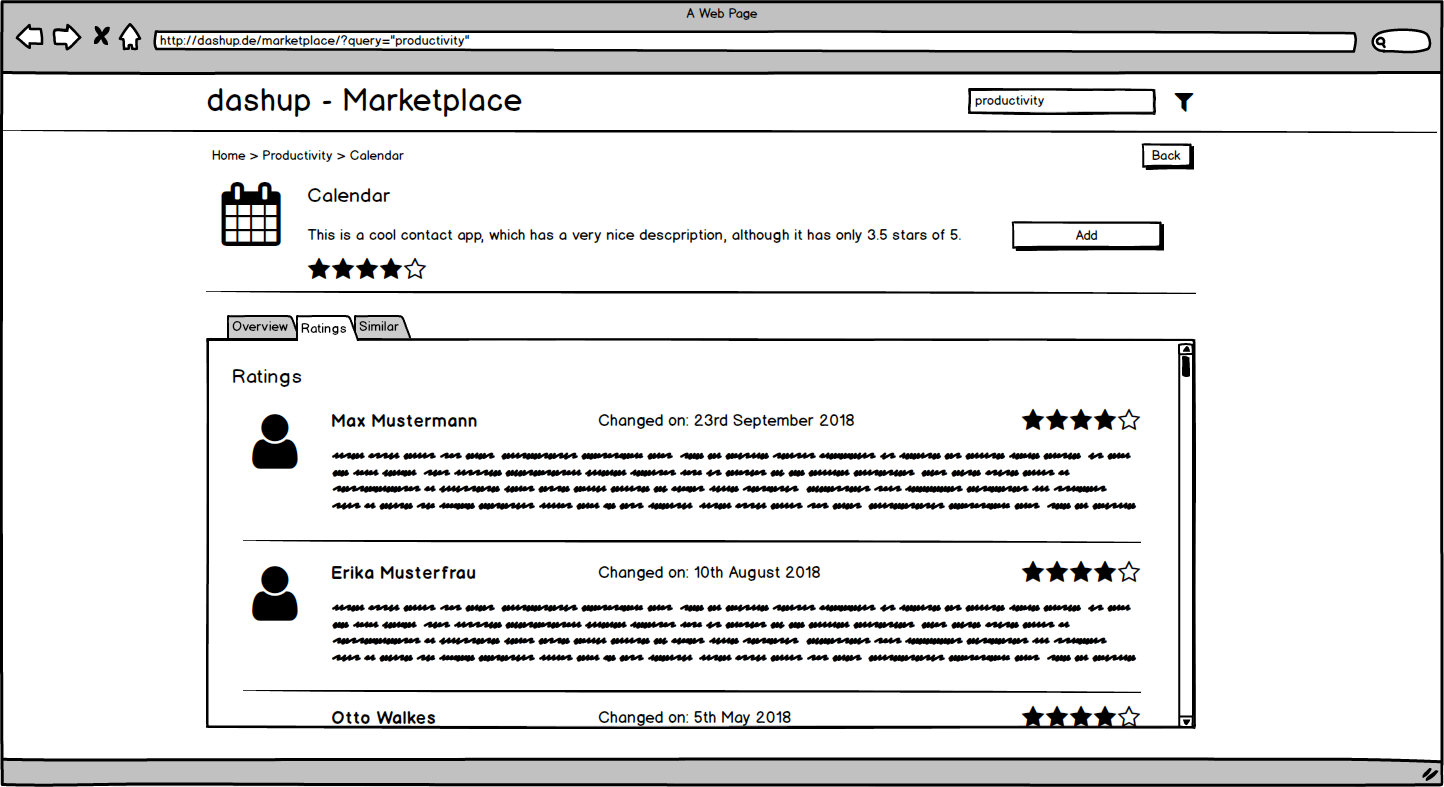 A Web Page
http://dashup.de/marketplace/?query="productivity"
dashup - Marketplace
productivity
Home > Productivity > Calendar
Back
Calendar
This is a cool contact app, which has a very nice descpription, although it has only 3.5 stars of 5.
Add
Overview
Ratings
Similar
Ratings
Max Mustermann
Changed on: 23rd September 2018
Erika Musterfrau
Changed on: 10th August 2018
Otto Walkes
Changed on: 5th May 2018